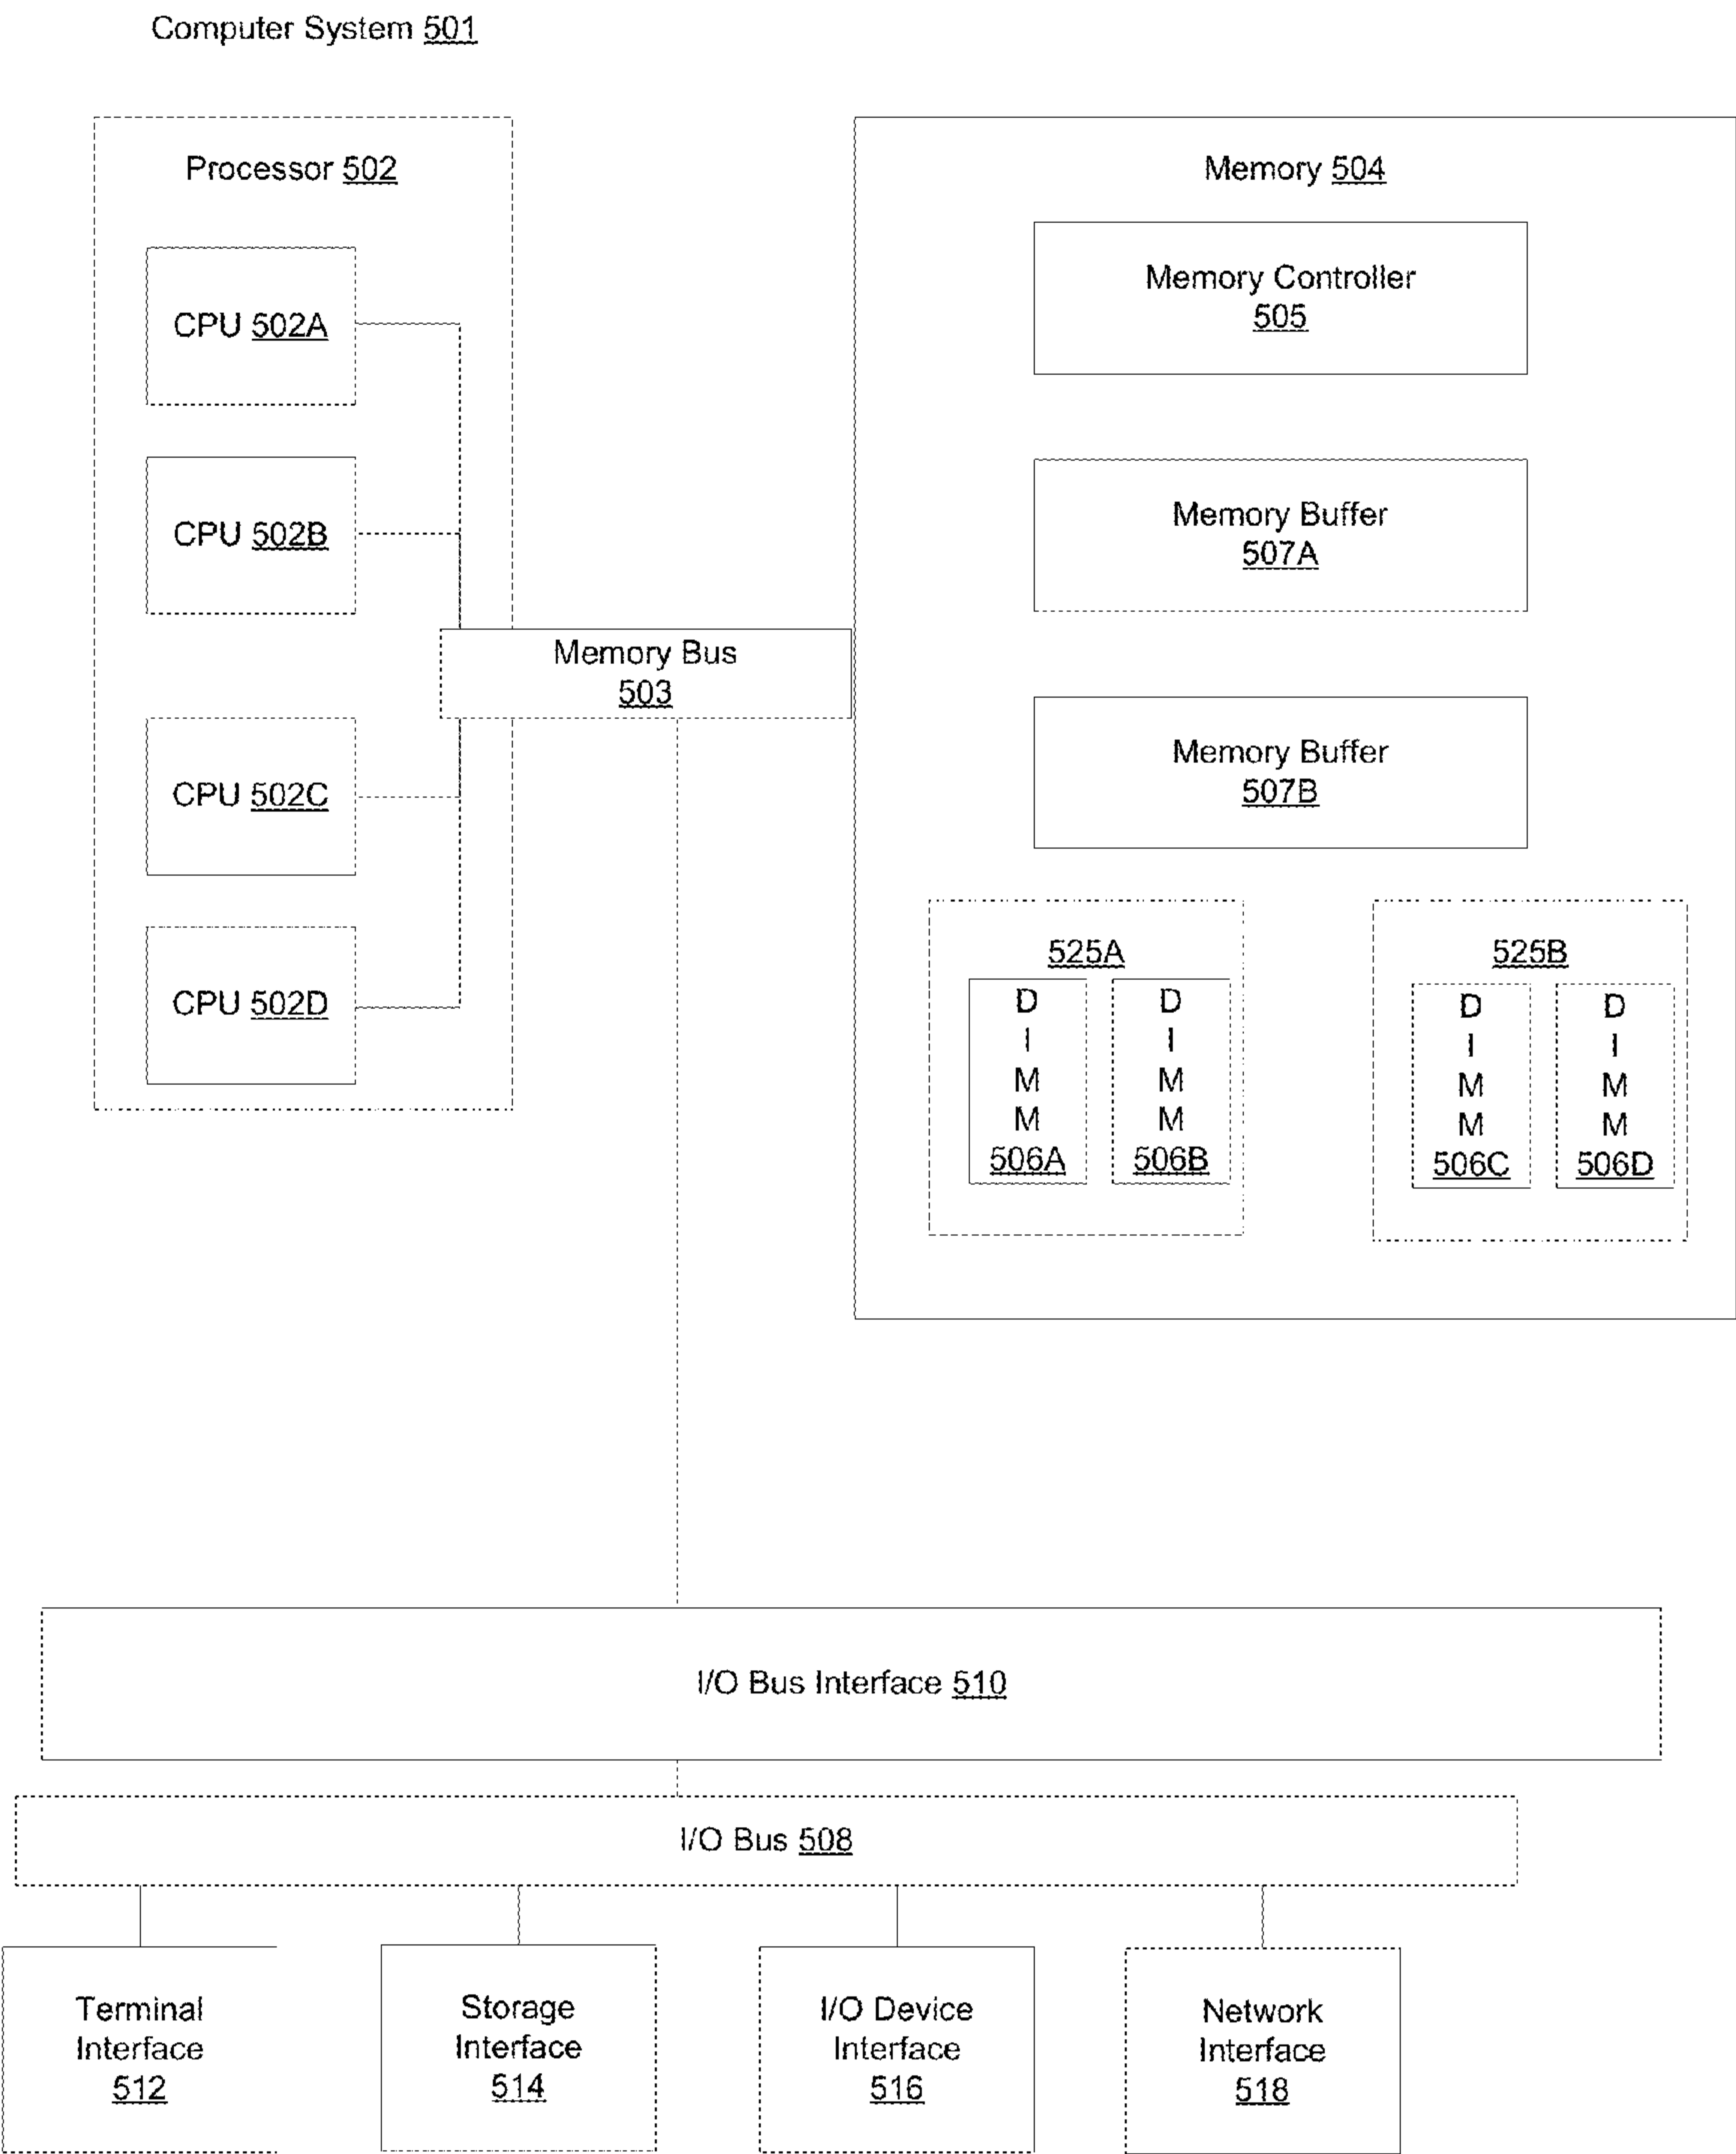 Computer System 501
Processor 502
CPU 502A
CPU 502B
CPU 502C
CPU 502D
Memory Bus
503
Memory 504
Memory Controller
505
Memory Buffer
507A
Memory Buffer
507B
525A
D
I
M
M
506A
D
I
M
M
506B
525B
D
I
M
M
506C
D
I
M
M
506D
I/O Bus Interface 510
I/O Bus 508
Terminal
Interface
512
Storage
Interface
514
I/O Device
Interface
516
Network
Interface
518